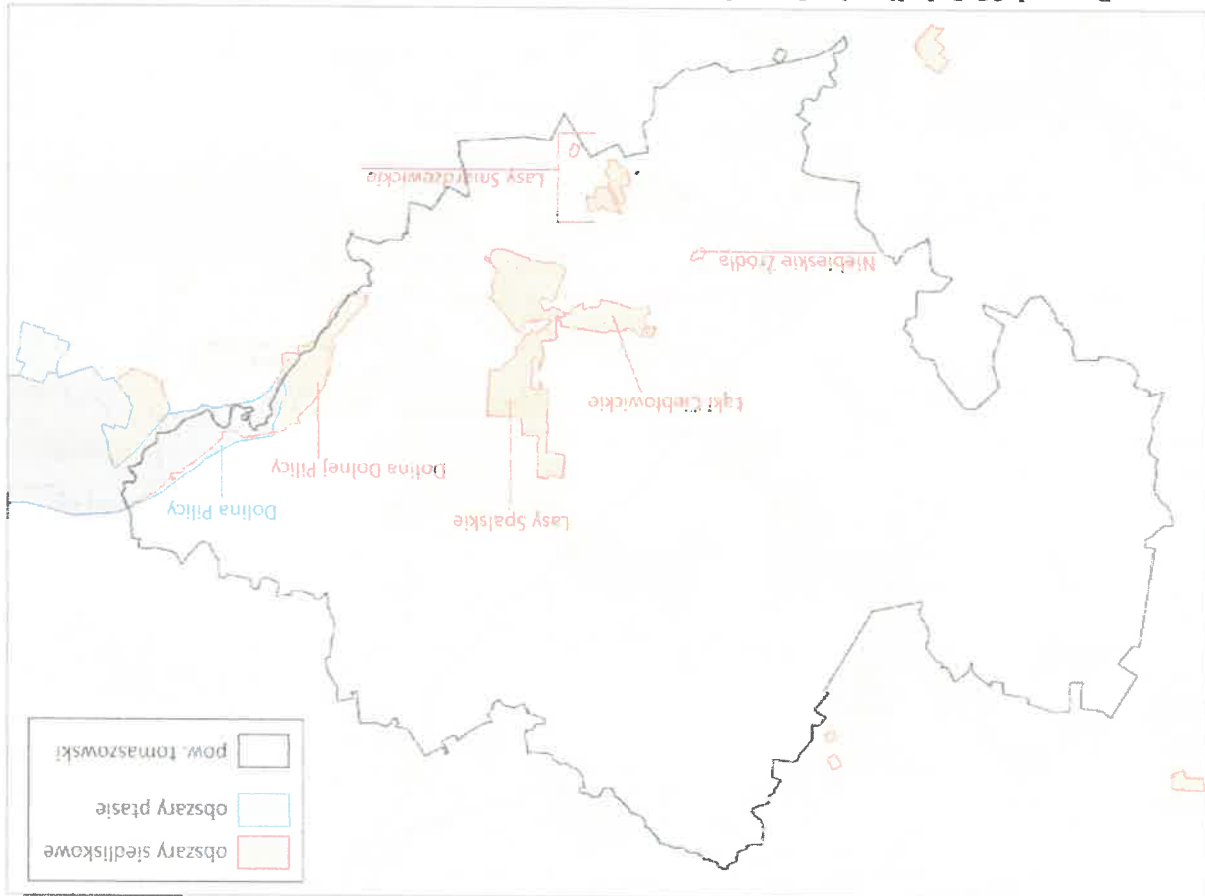 obszary siedliskowe
obszary ptasie
pow. tomaszowski
Lasy Spalskie
Dolina Pilicy
Dolina Dolnej Pilicy
Łąki Ciebłowickie
Niebieskie Źródła
Lasy Smardzewickie